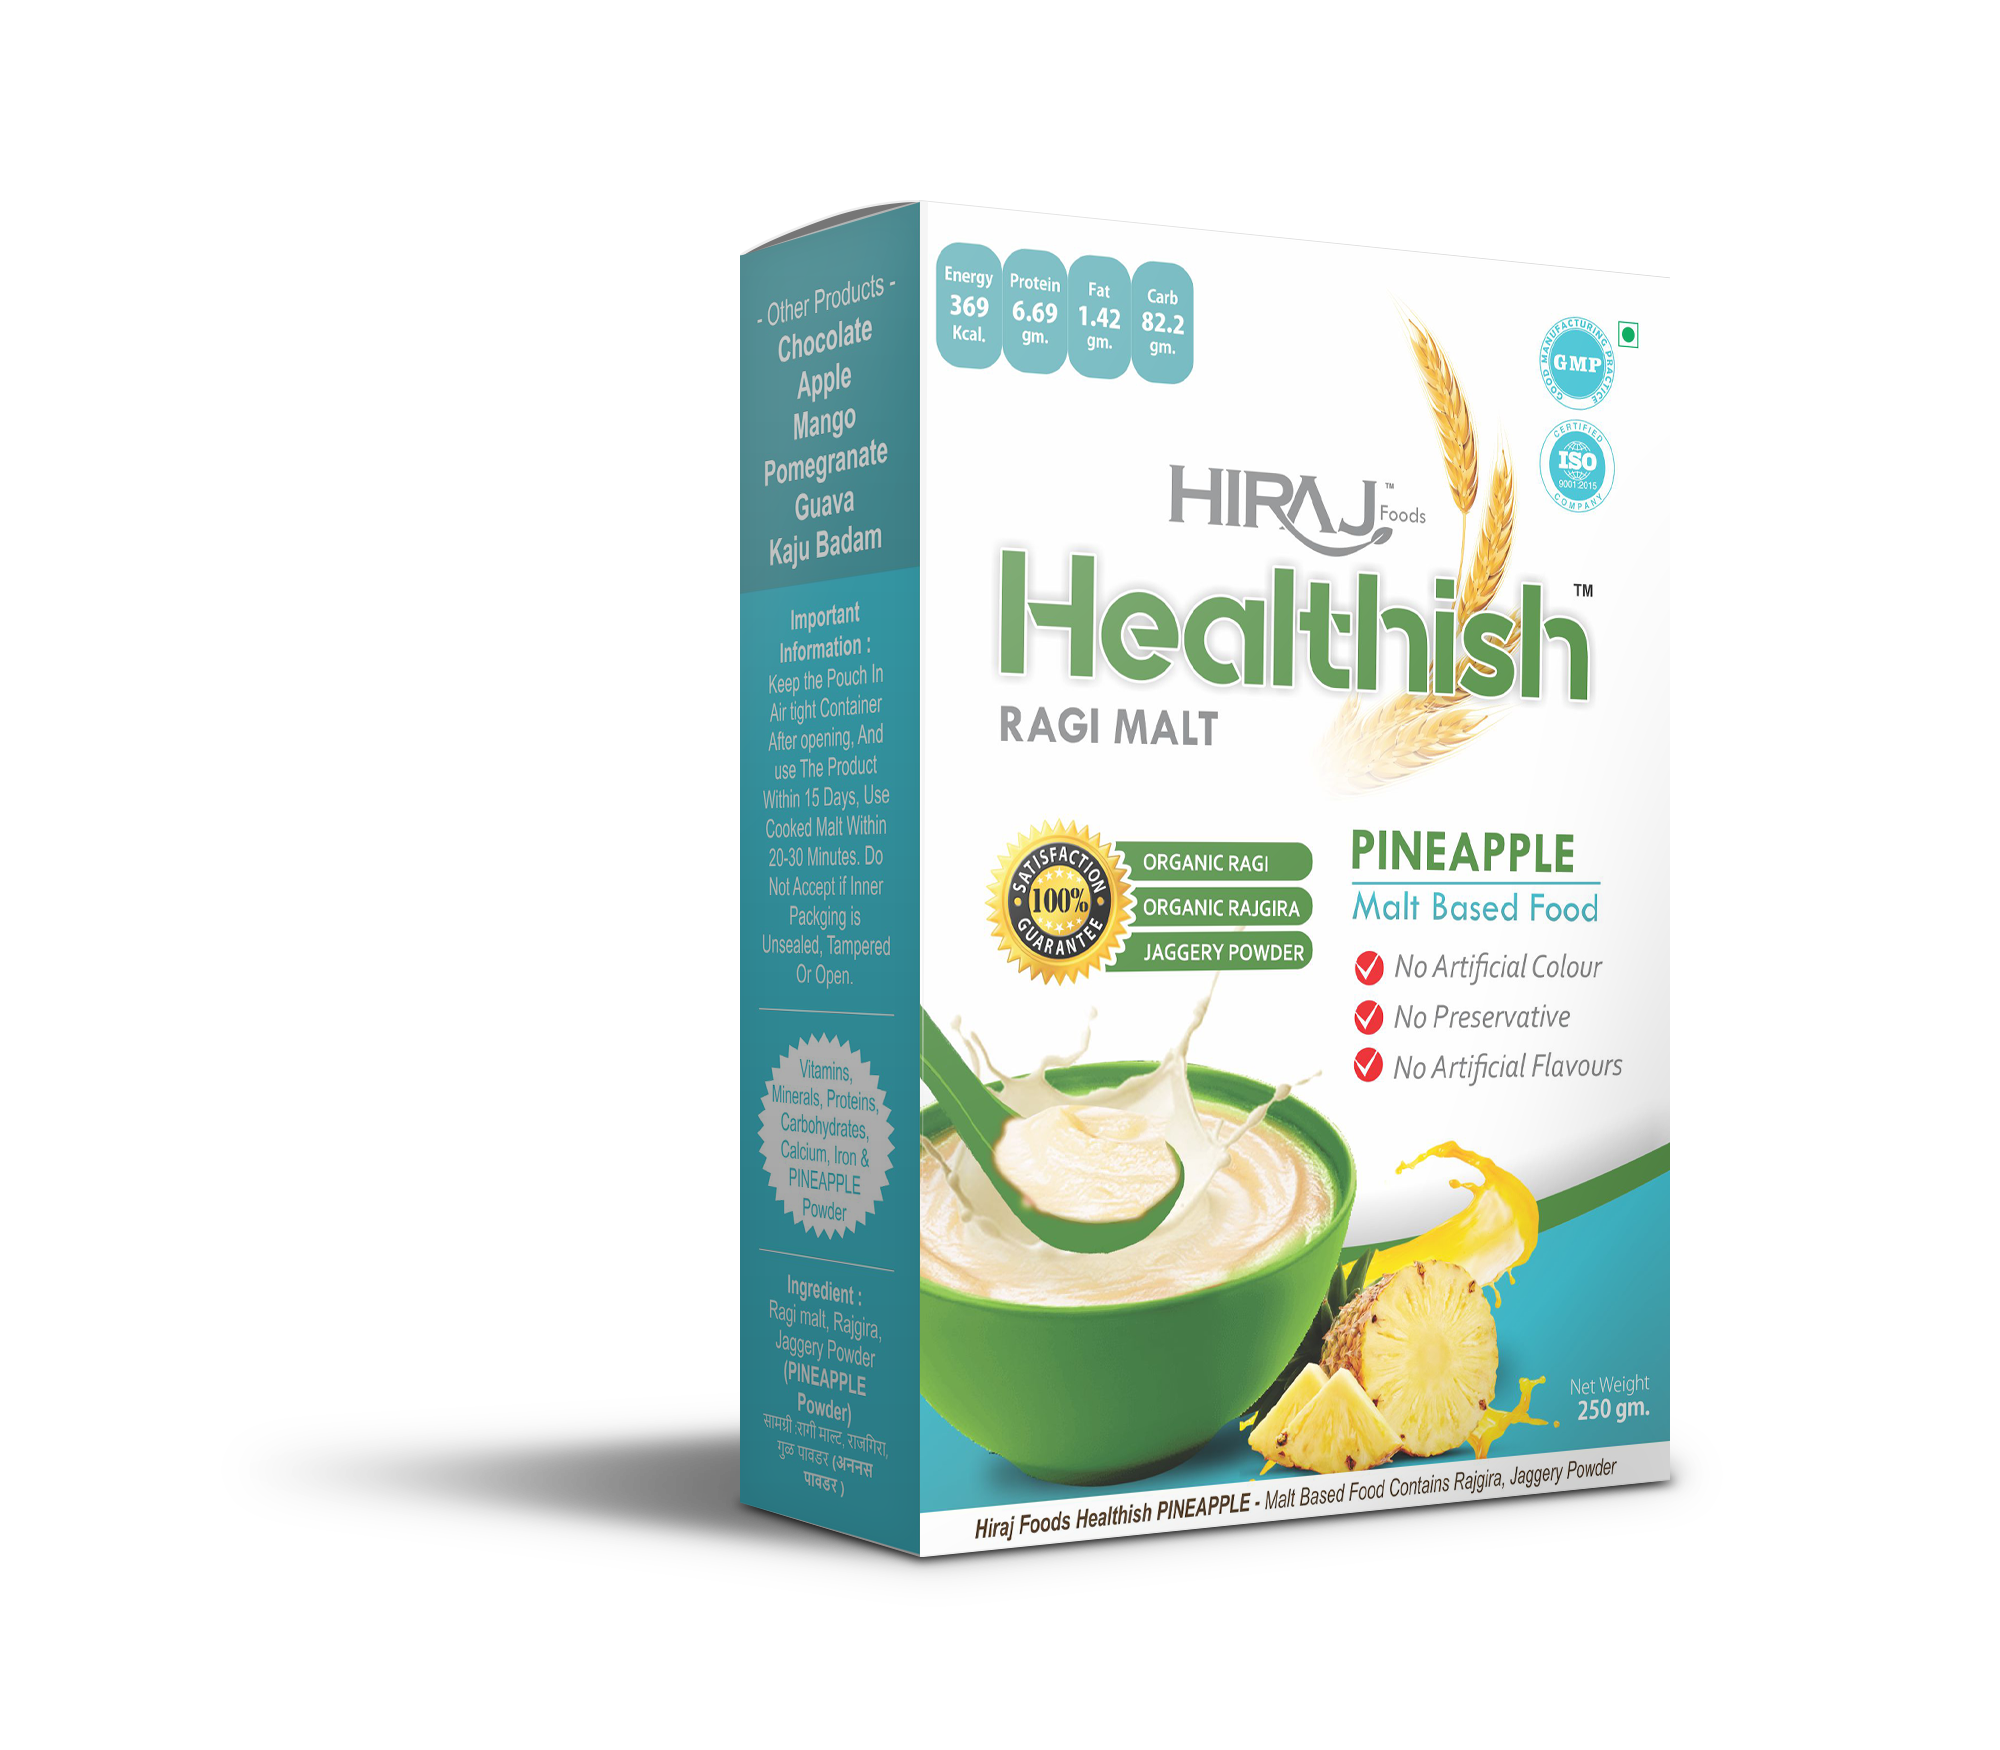 - Other Products -
Chocolate
Apple
Mango
Pomegranate
Guava
Kaju Badam
Important
Information :
Keep the Pouch In
Air tight Container
After opening, And
use The Product
Within 15 Days, Use
Cooked Malt Within
20-30 Minutes. Do
Not Accept if Inner
Packging is
Unsealed, Tampered
Or Open.
Vitamins,
Minerals, Proteins,
Carbohydrates,
Calcium, Iron &
PINEAPPLE
Powder
Ingredient :
Ragi malt, Rajgira,
Jaggery Powder
(PINEAPPLE
Powder)
सामग्री :रागी माल्ट, राजगिरा,
गुळ पावडर (अननस
पावडर )
Energy
369
Kcal.
Protein
6.69
gm.
Fat
1.42
gm.
Carb
82.2
gm.
GOOD MANUFACTURING PRACTICE
GMP
CERTIFIED
ISO
9001:2015
COMPANY
HIRAJ™
Foods
Healthish™
RAGI MALT
SATISFACTION
100%
GUARANTEE
ORGANIC RAGI
ORGANIC RAJGIRA
JAGGERY POWDER
PINEAPPLE
Malt Based Food
No Artificial Colour
No Preservative
No Artificial Flavours
Net Weight
250 gm.
Hiraj Foods Healthish PINEAPPLE - Malt Based Food Contains Rajgira, Jaggery Powder